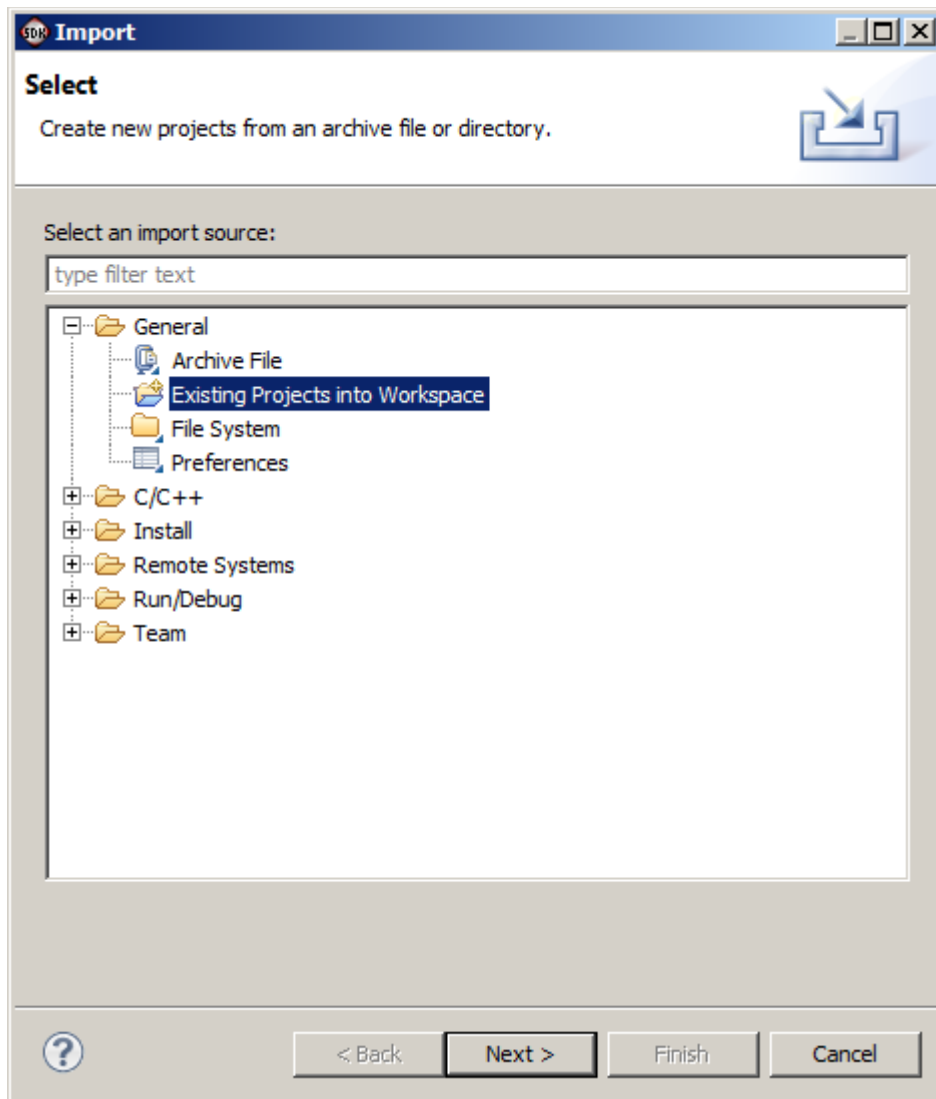 SDK Import
Select
Create new projects from an archive file or directory.
Select an import source:
type filter text
General
Archive File
Existing Projects into Workspace
File System
Preferences
C/C++
Install
Remote Systems
Run/Debug
Team
? < Back Next > Finish Cancel